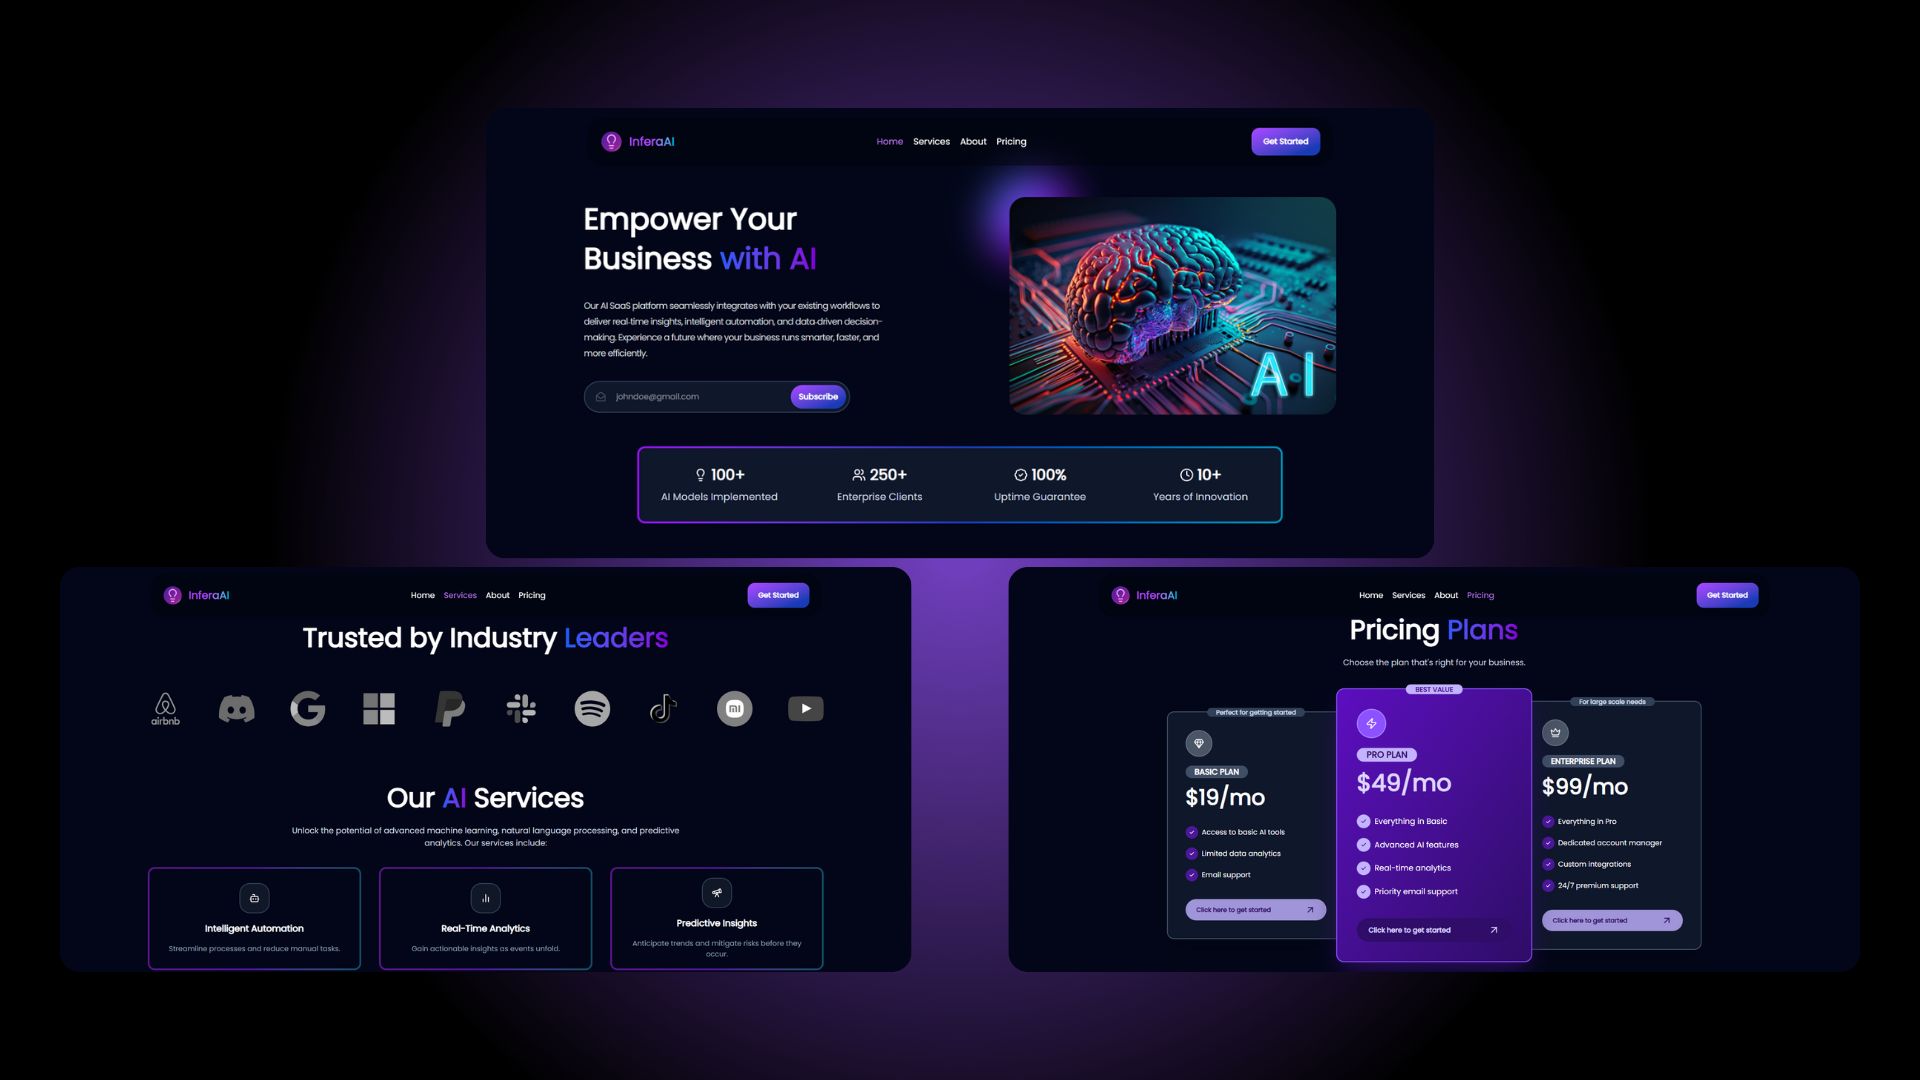 InferaAI
Home Services About Pricing
Get Started
Empower Your
Business with AI
Our AI SaaS platform seamlessly integrates with your existing workflows to
deliver real-time insights, intelligent automation, and data-driven decision-
making. Experience a future where your business runs smarter, faster, and
more efficiently.
johndoe@gmail.com
Subscribe
AI
100+
AI Models Implemented
250+
Enterprise Clients
100%
Uptime Guarantee
10+
Years of Innovation
InferaAI
Home Services About Pricing
Get Started
Trusted by Industry Leaders
airbnb
Our AI Services
Unlock the potential of advanced machine learning, natural language processing, and predictive
analytics. Our services include:
Intelligent Automation
Streamline processes and reduce manual tasks.
Real-Time Analytics
Gain actionable insights as events unfold.
Predictive Insights
Anticipate trends and mitigate risks before they
occur.
InferaAI
Home Services About Pricing
Get Started
Pricing Plans
Choose the plan that's right for your business.
Perfect for getting started
BASIC PLAN
$19/mo
Access to basic AI tools
Limited data analytics
Email support
Click here to get started
BEST VALUE
PRO PLAN
$49/mo
Everything in Basic
Advanced AI features
Real-time analytics
Priority email support
Click here to get started
For large scale needs
ENTERPRISE PLAN
$99/mo
Everything in Pro
Dedicated account manager
Custom integrations
24/7 premium support
Click here to get started